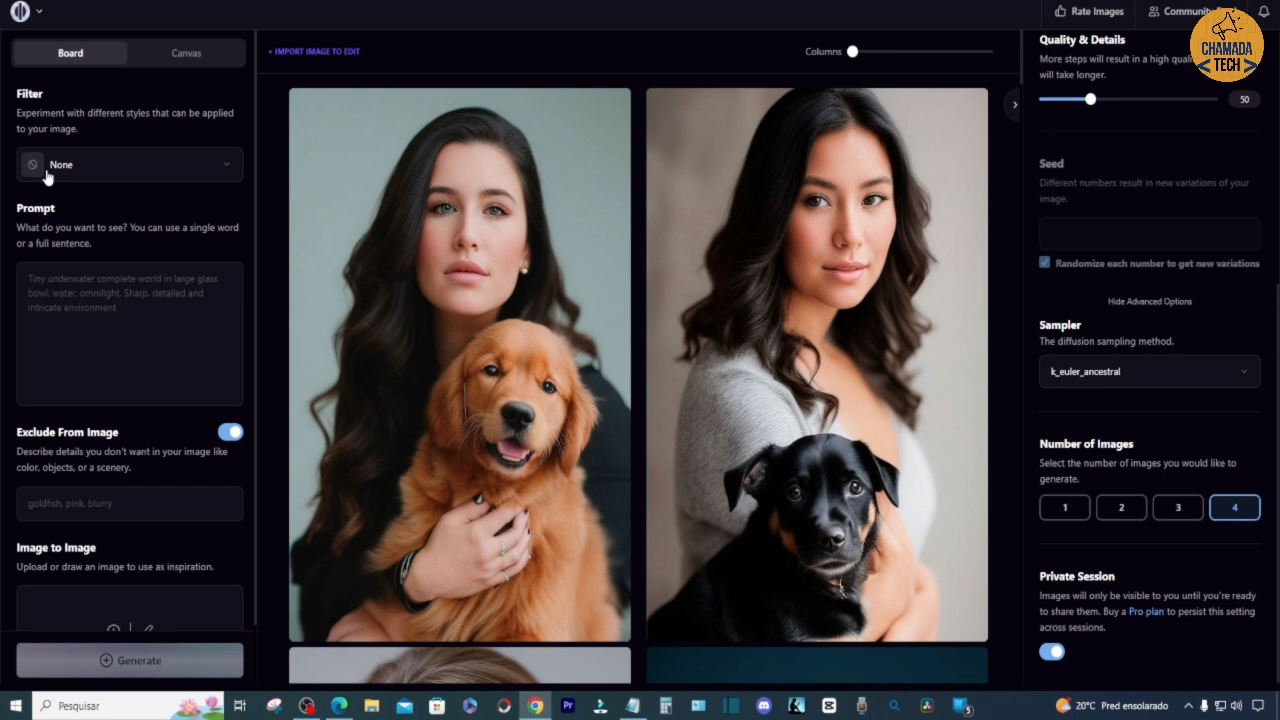 Rate Images
Community
CHAMADA
< TECH >
Board
Canvas
+ IMPORT IMAGE TO EDIT
Columns
Filter
Experiment with different styles that can be applied
to your image.
None
Prompt
What do you want to see? You can use a single word
or a full sentence.
Tiny underwater complete world in large glass
bowl, water, omnilight, Sharp, detailed and
intricate environment
Exclude From Image
Describe details you don't want in your image like
color, objects, or a scenery.
goldfish, pink, blurry
Image to Image
Upload or draw an image to use as inspiration.
Generate
Quality & Details
More steps will result in a high
will take longer.
50
Seed
Different numbers result in new variations of your
image.
Randomize each number to get new variations
Hide Advanced Options
Sampler
The diffusion sampling method.
k_euler_ancestral
Number of Images
Select the number of images you would like to
generate.
1
2
3
4
Private Session
Images will only be visible to you until you're ready
to share them. Buy a Pro plan to persist this setting
across sessions.
Pesquisar
Pr
5
20°C Pred ensolarado